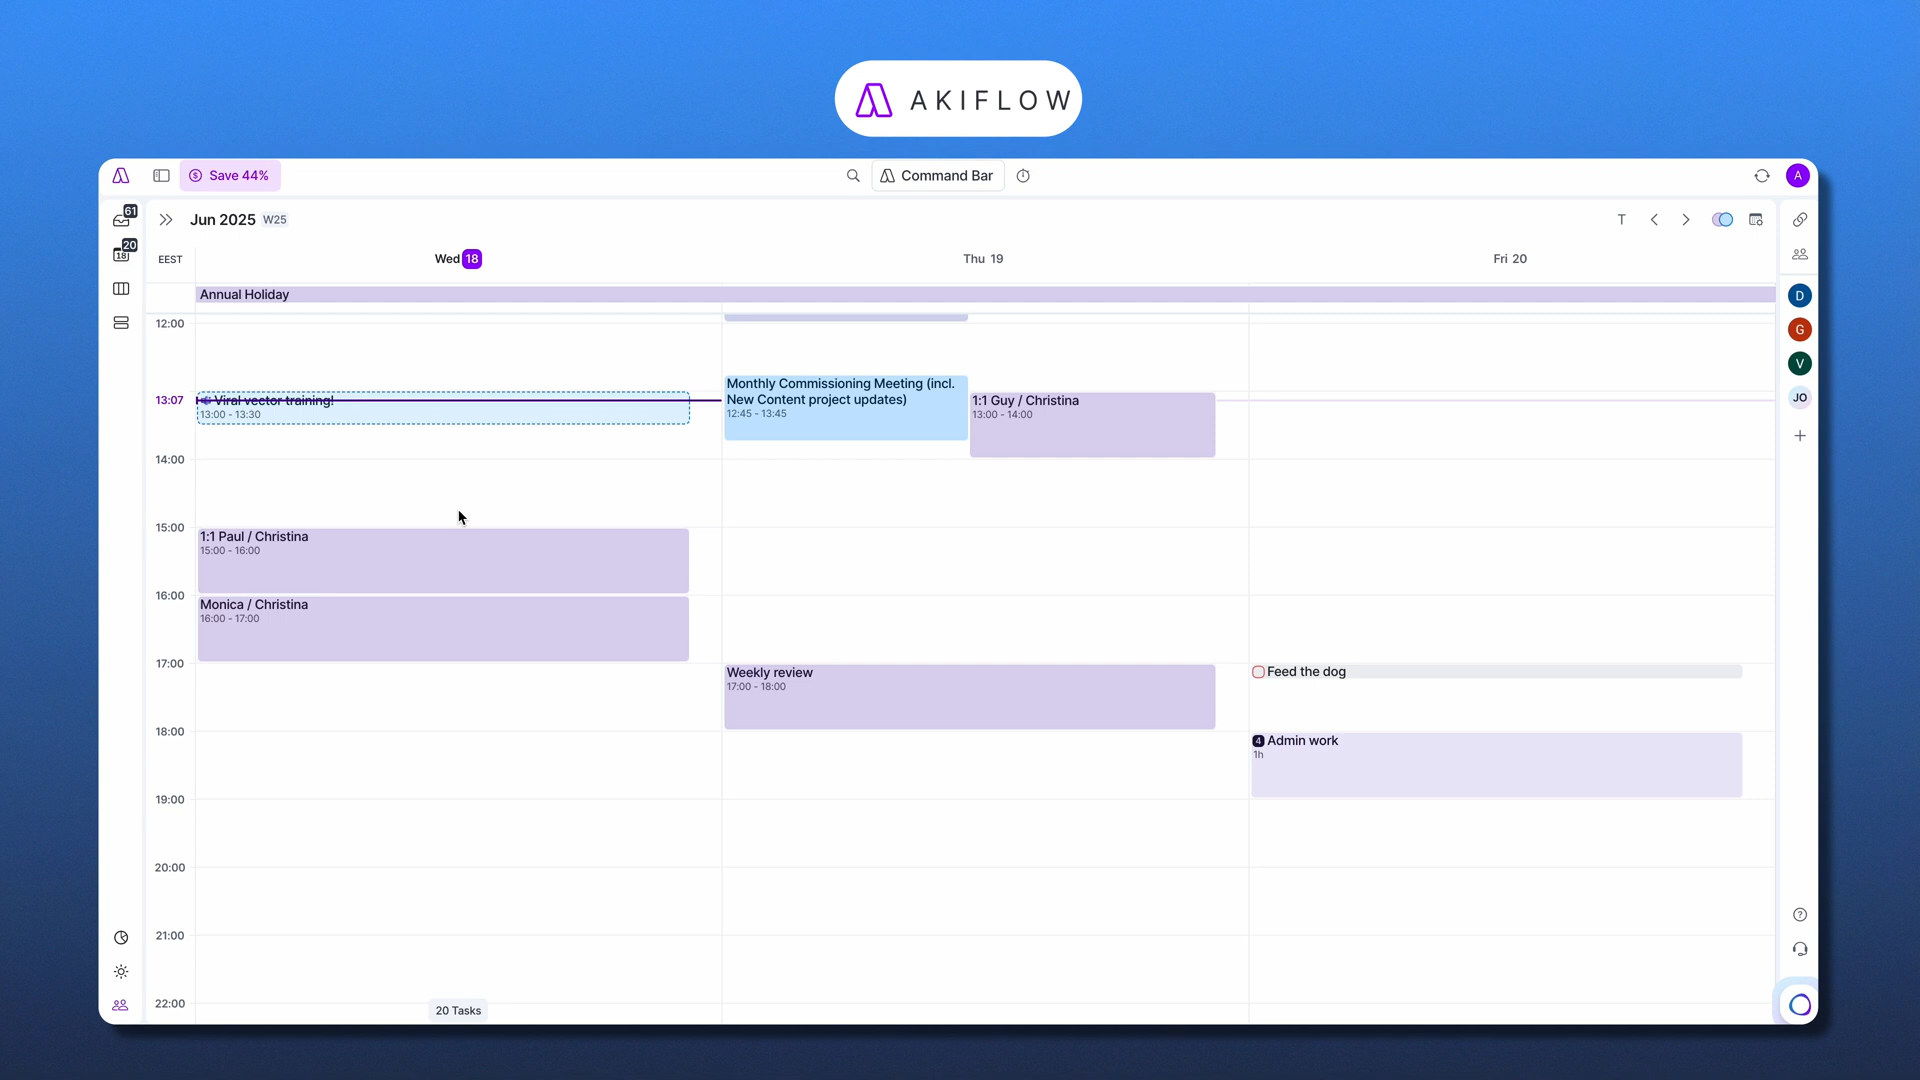 AKIFLOW
Save 44%
Command Bar
A
61
Jun 2025 W25
T
20
18
EEST
Wed 18
Thu 19
Fri 20
Annual Holiday
D
G
V
JO
12:00
13:07
14:00
15:00
16:00
17:00
18:00
19:00
20:00
21:00
22:00
Viral vector training!
13:00 - 13:30
Monthly Commissioning Meeting (incl.
New Content project updates)
12:45 - 13:45
1:1 Guy / Christina
13:00 - 14:00
1:1 Paul / Christina
15:00 - 16:00
Monica / Christina
16:00 - 17:00
Weekly review
17:00 - 18:00
Feed the dog
4 Admin work
1h
20 Tasks